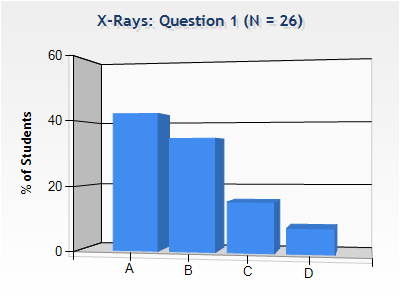 X-Rays: Question 1 (N = 26)
60
40
20
0
% of Students
A B C D